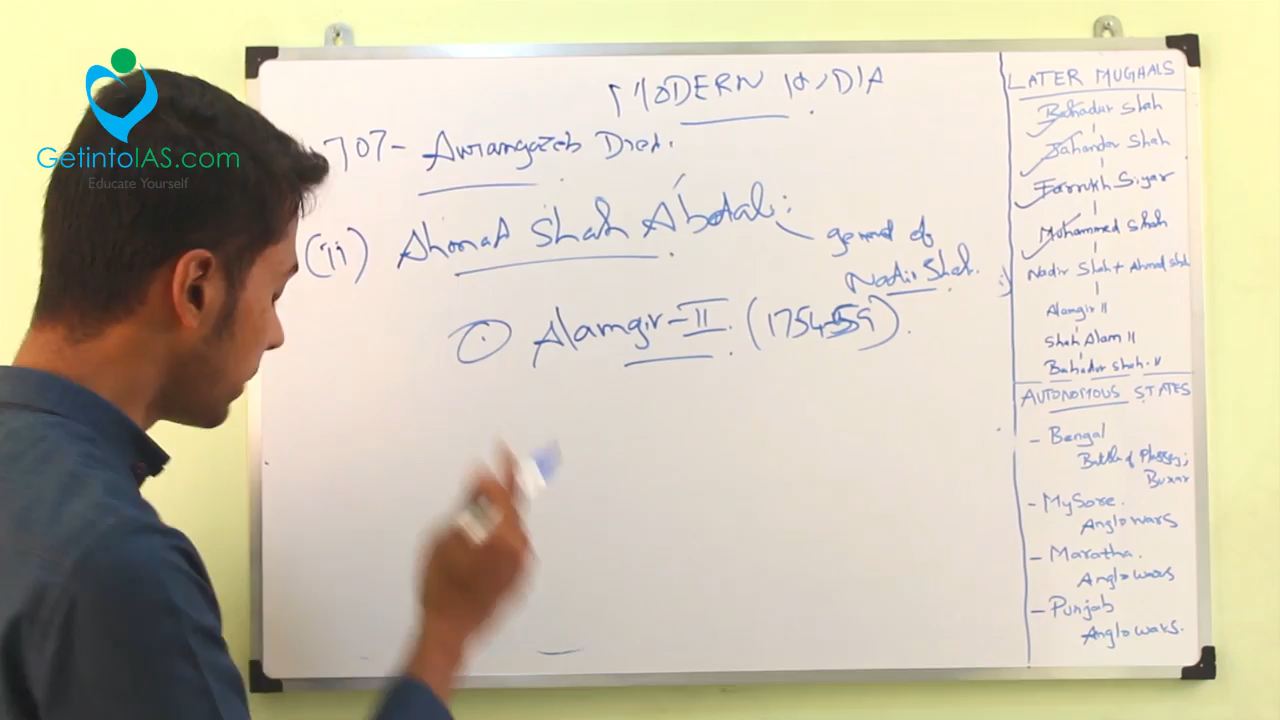 GetintoIAS.com
Educate Yourself
MODERN INDIA
707- Aurangazeb Died.
(ii) Ahmad Shah Abdali:
general of
Nadir Shah.
① Alamgir-II. (1754-59).
LATER MUGHALS
Bahadur Shah
Jahandar Shah
Farrukh Siyar
Mohammed Shah
Nadir Shah + Ahmad Shah
Alamgir II
Shah Alam II
Bahadur Shah-II
AUTONOMOUS STATES
- Bengal
Battle of Plassey;
Buxar
- Mysore.
Anglo wars
- Maratha.
Anglo wars
- Punjab
Anglo wars.